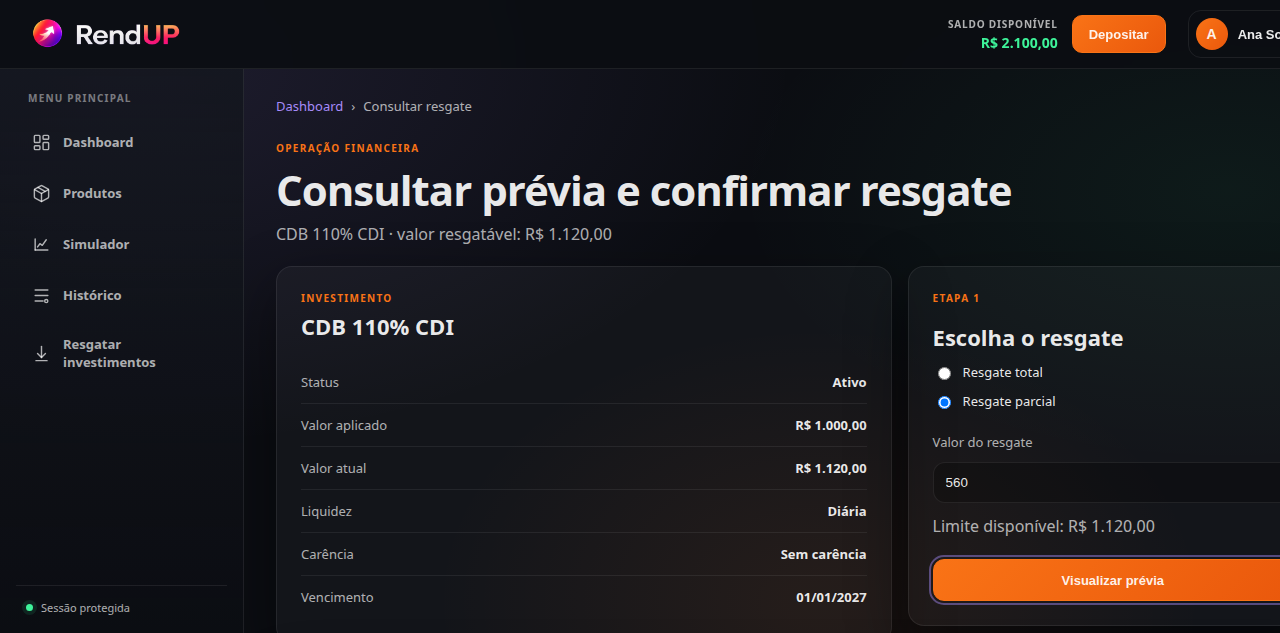 RendUP
SALDO DISPONÍVEL
R$ 2.100,00
Depositar
A
Ana
MENU PRINCIPAL
Dashboard
Produtos
Simulador
Histórico
Resgatar
investimentos
Sessão protegida
Dashboard › Consultar resgate
OPERAÇÃO FINANCEIRA
Consultar prévia e confirmar resgate
CDB 110% CDI · valor resgatável: R$ 1.120,00
INVESTIMENTO
CDB 110% CDI
Status Ativo
Valor aplicado R$ 1.000,00
Valor atual R$ 1.120,00
Liquidez Diária
Carência Sem carência
Vencimento 01/01/2027
ETAPA 1
Escolha o resgate
Resgate total
Resgate parcial
Valor do resgate
560
Limite disponível: R$ 1.120,00
Visualizar prévia